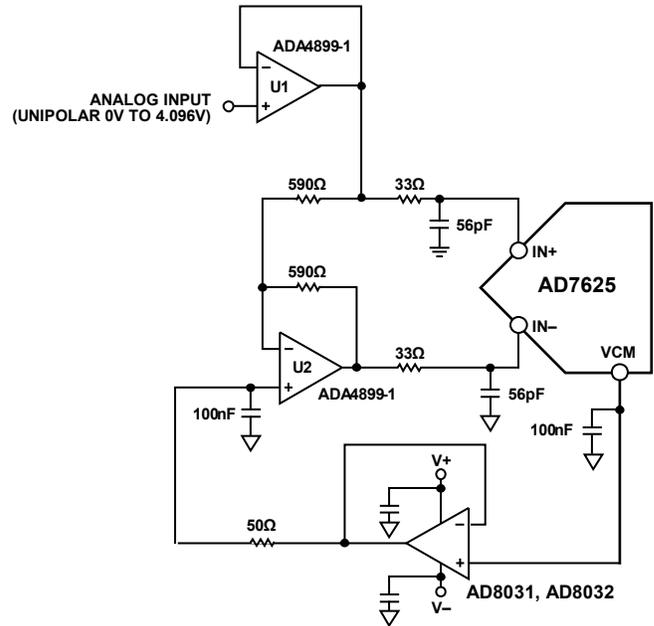 ADA4899-1
−
U1
+
ANALOG INPUT
(UNIPOLAR 0V TO 4.096V)
590Ω
33Ω
56pF
IN+
590Ω
AD7625
IN–
−
U2
+
ADA4899-1
33Ω
VCM
100nF
56pF
100nF
V+
50Ω
−
+
AD8031, AD8032
V–